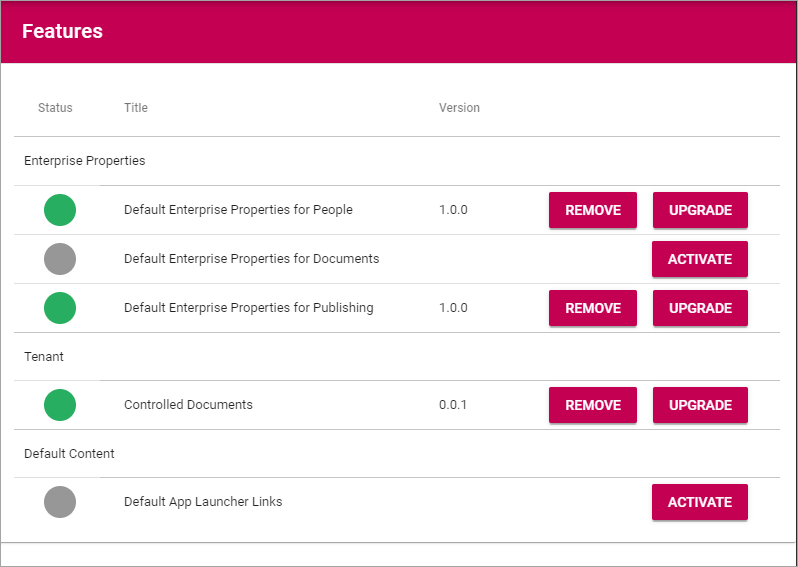 Features
Status Title Version
Enterprise Properties
Default Enterprise Properties for People 1.0.0 REMOVE UPGRADE
Default Enterprise Properties for Documents ACTIVATE
Default Enterprise Properties for Publishing 1.0.0 REMOVE UPGRADE
Tenant
Controlled Documents 0.0.1 REMOVE UPGRADE
Default Content
Default App Launcher Links ACTIVATE